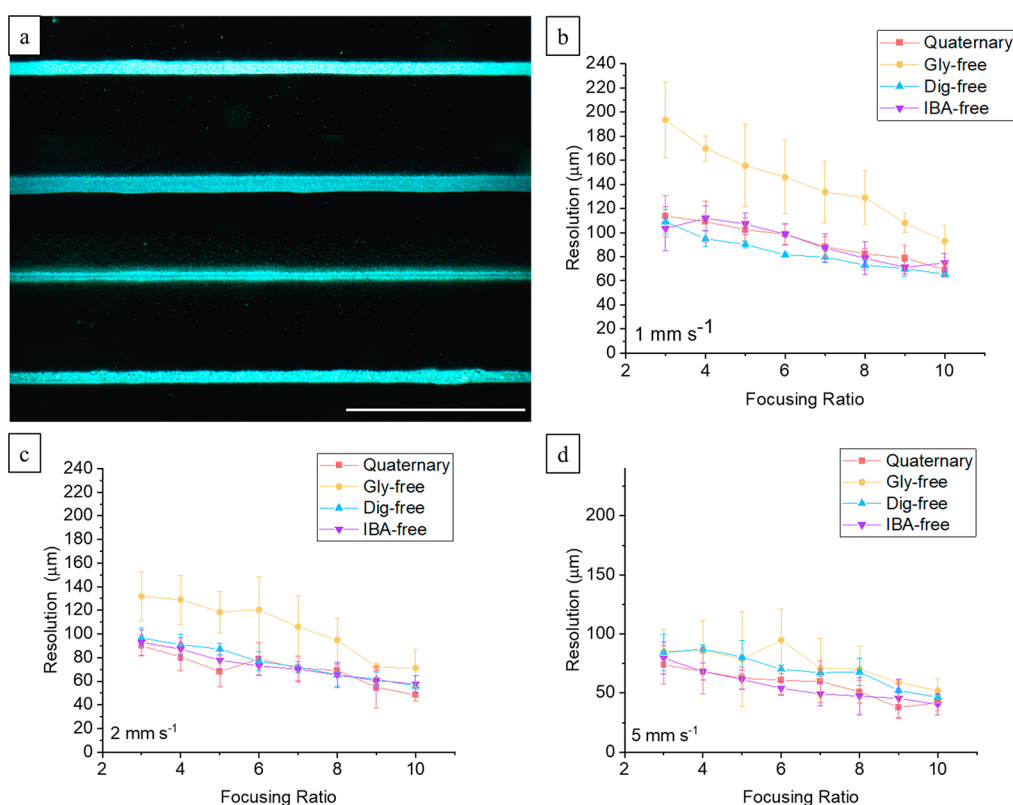 a
b
Quaternary
Gly-free
Dig-free
IBA-free
240
220
200
180
160
140
120
100
80
60
40
20
0
Resolution (μm)
1 mm s⁻¹
2
4
6
8
10
Focusing Ratio
c
Quaternary
Gly-free
Dig-free
IBA-free
240
220
200
180
160
140
120
100
80
60
40
20
0
Resolution (μm)
2 mm s⁻¹
2
4
6
8
10
Focusing Ratio
d
Quaternary
Gly-free
Dig-free
IBA-free
200
150
100
50
0
Resolution (μm)
5 mm s⁻¹
2
4
6
8
10
Focusing Ratio